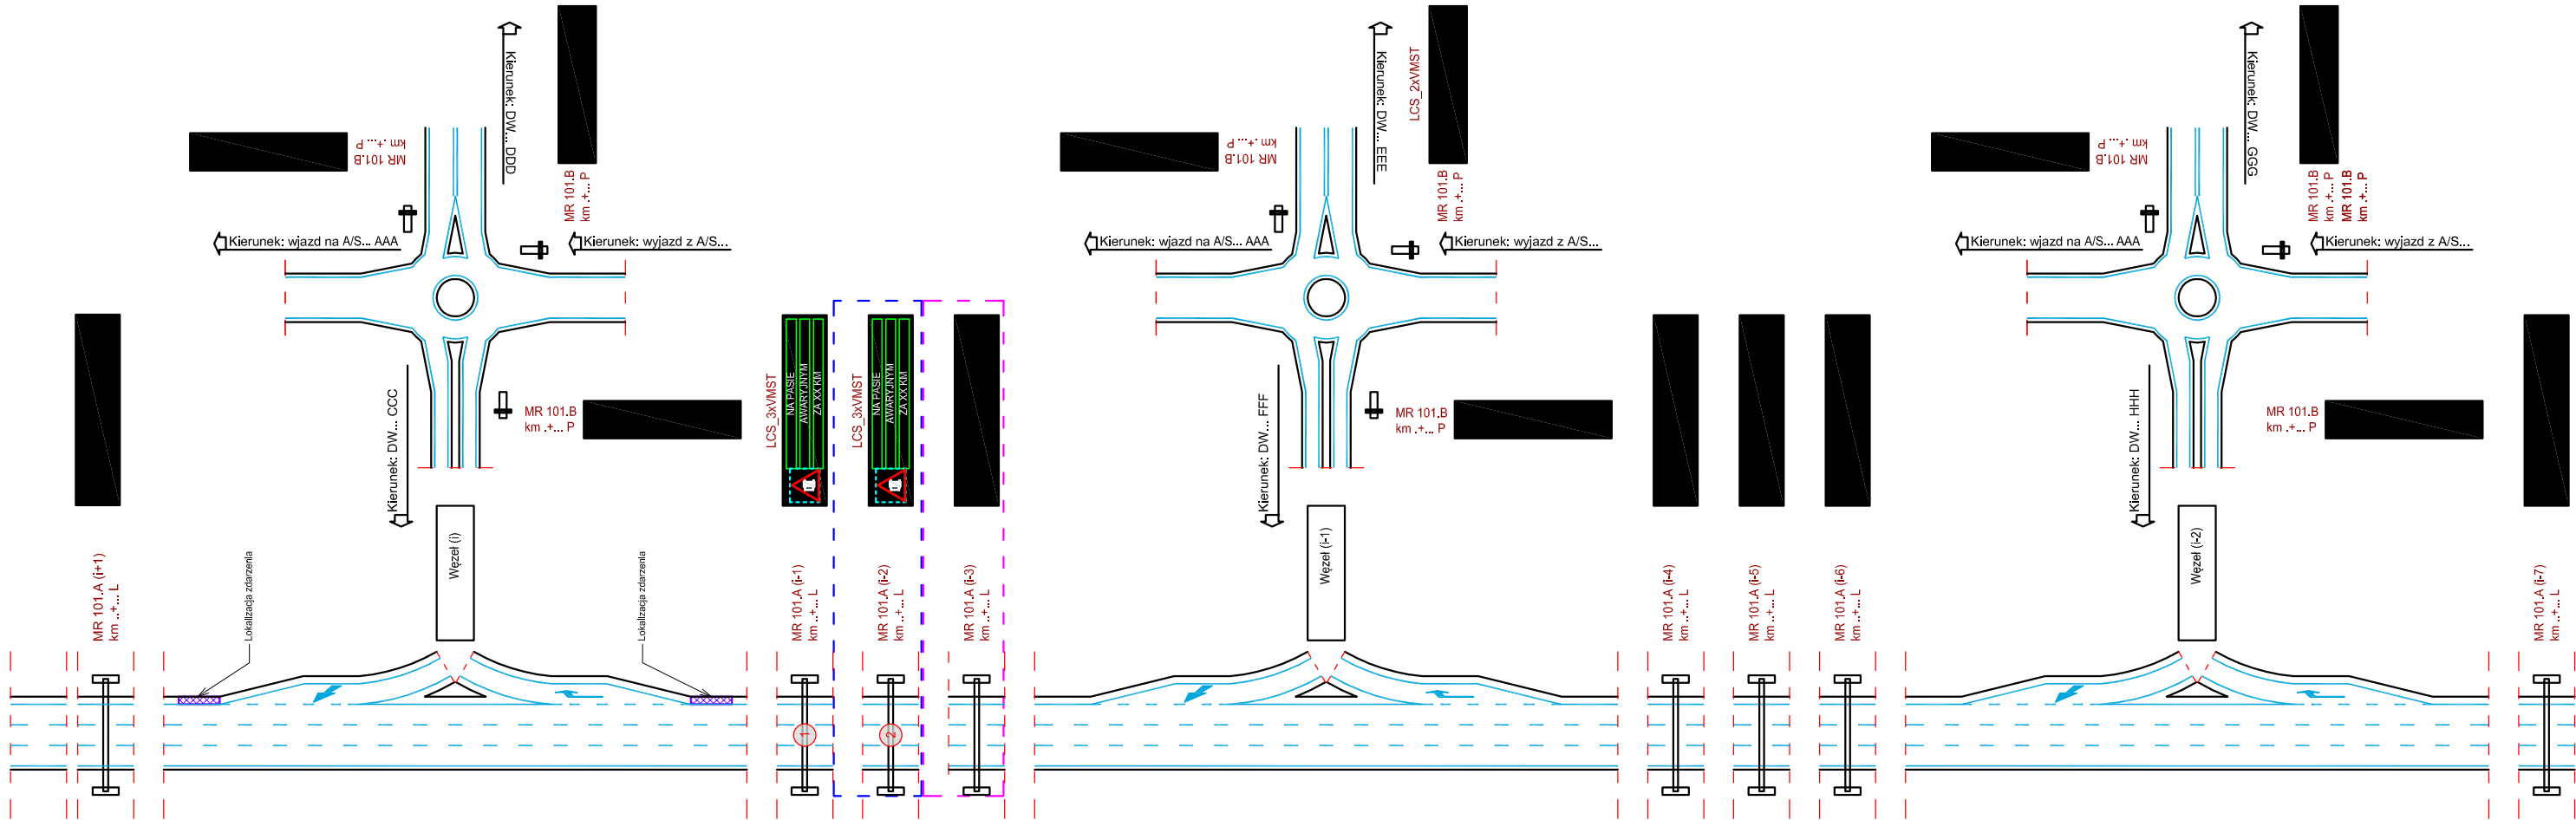 Kierunek: DW... DDD
MR 101.B
km .+... P
MR 101.B
km .+... P
Kierunek: wjazd na A/S... AAA
Kierunek: wyjazd z A/S...
Kierunek: DW... CCC
MR 101.B
km .+... P
Węzeł (i)
MR 101.A (i+1)
km ..+... L
Lokalizacja zdarzenia
Lokalizacja zdarzenia
LCS_3xVMST
NA PASIE
AWARYJNYM
ZA XX KM
MR 101.A (i-1)
km ..+... L
1
LCS_3xVMST
NA PASIE
AWARYJNYM
ZA XX KM
MR 101.A (i-2)
km ..+... L
2
MR 101.A (i-3)
km ..+... L
Kierunek: DW... EEE
LCS_2xVMST
MR 101.B
km .+... P
MR 101.B
km .+... P
Kierunek: wjazd na A/S... AAA
Kierunek: wyjazd z A/S...
Kierunek: DW... FFF
MR 101.B
km .+... P
Węzeł (i-1)
MR 101.A (i-4)
km ..+... L
MR 101.A (i-5)
km ..+... L
MR 101.A (i-6)
km ..+... L
Kierunek: DW... GGG
MR 101.B
km .+... P
MR 101.B
km .+... P
MR 101.B
km .+... P
Kierunek: wjazd na A/S... AAA
Kierunek: wyjazd z A/S...
Kierunek: DW... HHH
MR 101.B
km .+... P
Węzeł (i-2)
MR 101.A (i-7)
km ..+... L